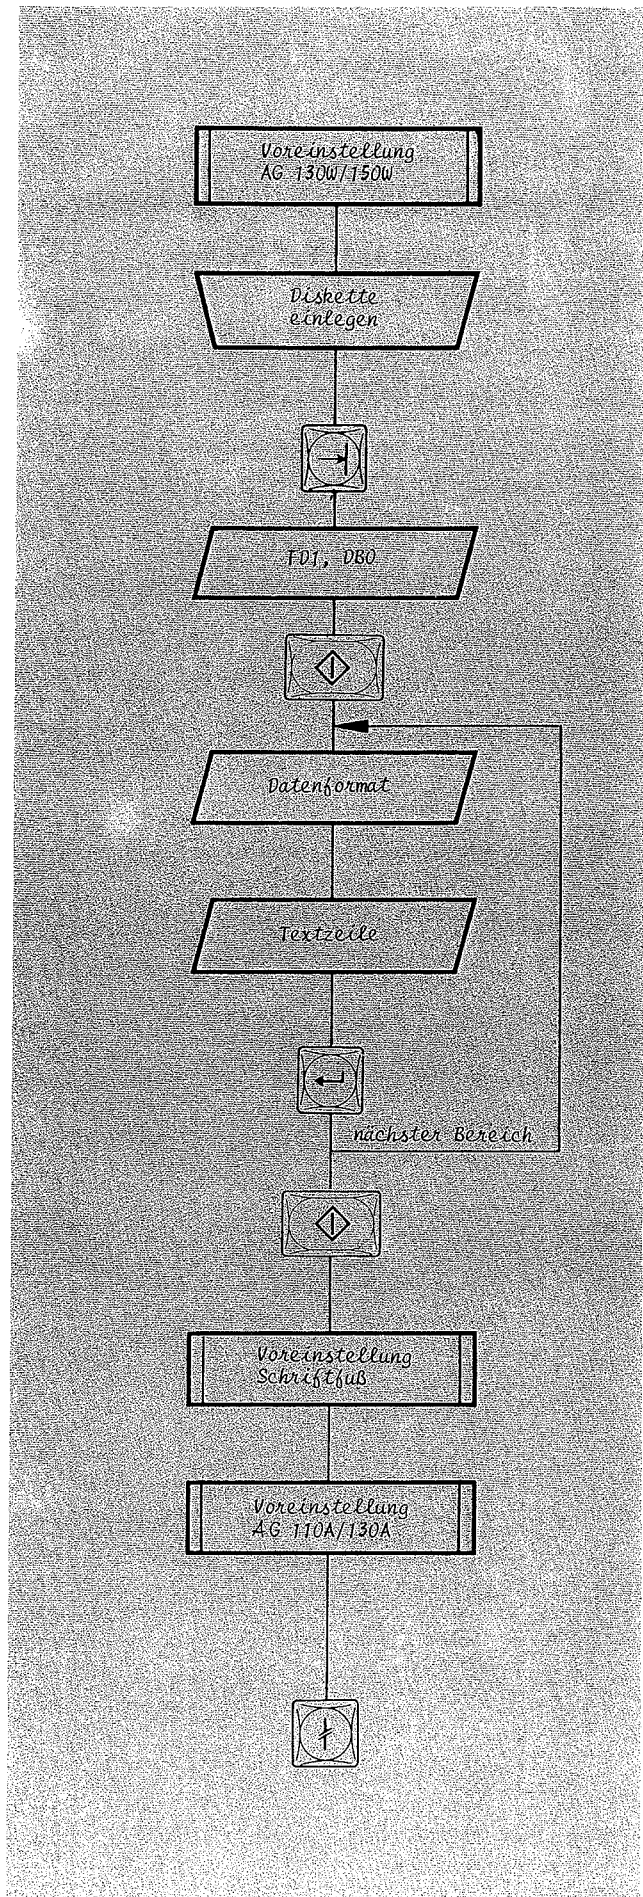 Voreinstellung
AG 130W/150W
Diskette
einlegen
FD1, DB0
Datenformat
Textzeile
nächster Bereich
Voreinstellung
Schriftfuß
Voreinstellung
AG 110A/130A